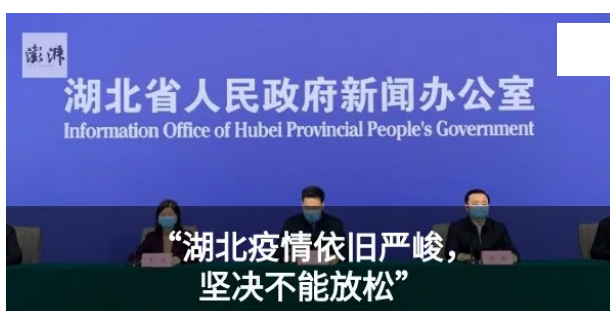 澎湃
湖北省人民政府新闻办公室
Information Office of Hubei Provincial People's Government
“湖北疫情依旧严峻，
坚决不能放松”